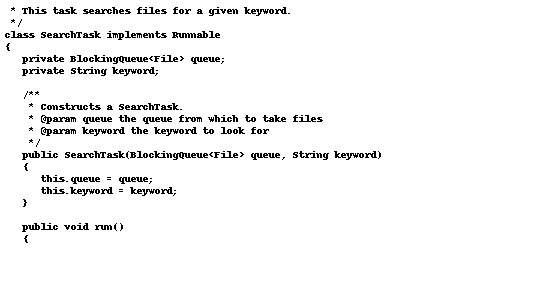 * This task searches files for a given keyword.
 */
class SearchTask implements Runnable
{
   private BlockingQueue<File> queue;
   private String keyword;

   /**
    * Constructs a SearchTask.
    * @param queue the queue from which to take files
    * @param keyword the keyword to look for
    */
   public SearchTask(BlockingQueue<File> queue, String keyword)
   {
      this.queue = queue;
      this.keyword = keyword;
   }

   public void run()
   {